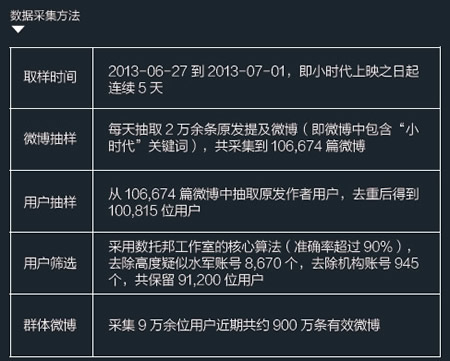 数据采集方法
取样时间
2013-06-27 到 2013-07-01，即小时代上映之日起
连续 5 天
微博抽样
每天抽取 2 万余条原发提及微博（即微博中包含“小
时代”关键词），共采集到 106,674 篇微博
用户抽样
从 106,674 篇微博中抽取原发作者用户，去重后得到
100,815 位用户
用户筛选
采用数托邦工作室的核心算法（准确率超过 90%），
去除高度疑似水军账号 8,670 个，去除机构账号 945
个，共保留 91,200 位用户
群体微博
采集 9 万余位用户近期共约 900 万条有效微博